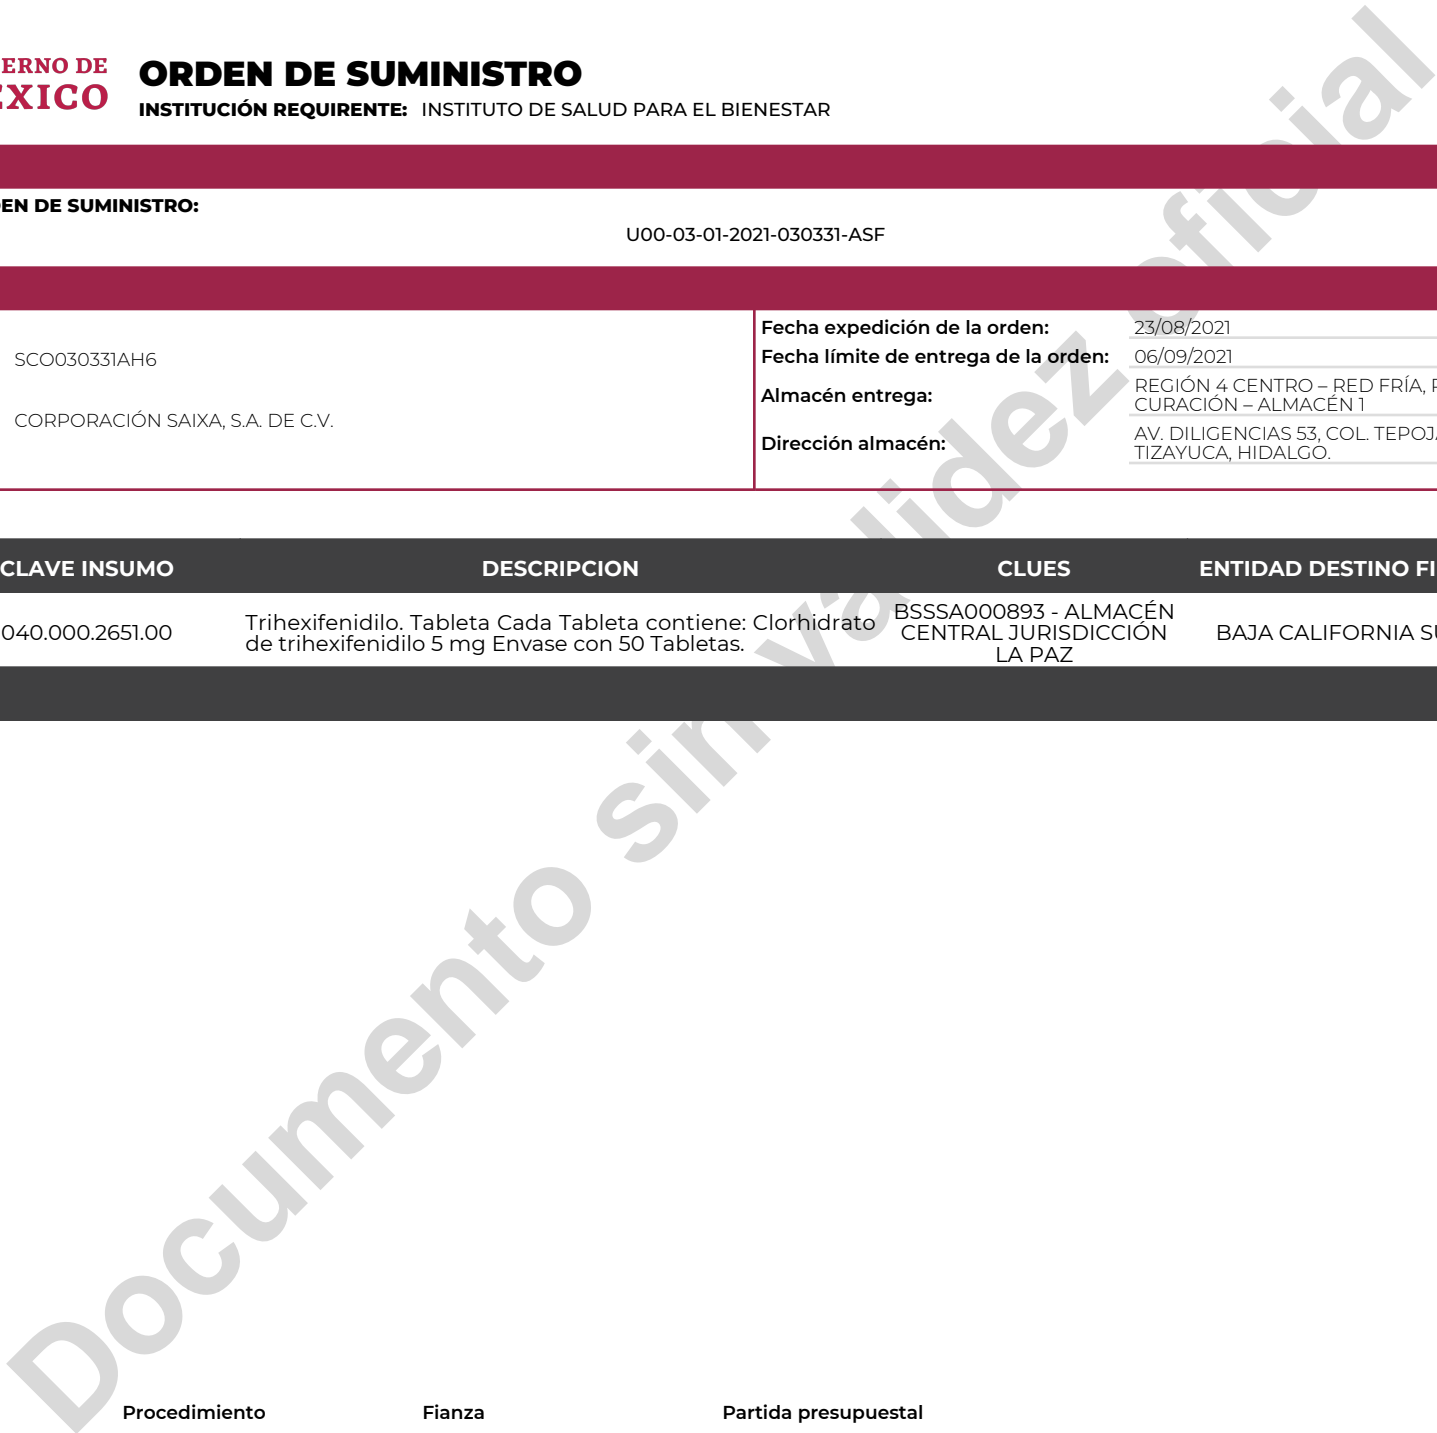 ERNO DE
EXICO
ORDEN DE SUMINISTRO
INSTITUCIÓN REQUIRENTE: INSTITUTO DE SALUD PARA EL BIENESTAR
EN DE SUMINISTRO:
U00-03-01-2021-030331-ASF
SCO030331AH6
CORPORACIÓN SAIXA, S.A. DE C.V.
Fecha expedición de la orden: 23/08/2021
Fecha límite de entrega de la orden: 06/09/2021
Almacén entrega: REGIÓN 4 CENTRO – RED FRÍA,
CURACIÓN – ALMACÉN 1
Dirección almacén: AV. DILIGENCIAS 53, COL. TEPOJ
TIZAYUCA, HIDALGO.
CLAVE INSUMO DESCRIPCION CLUES ENTIDAD DESTINO FI
040.000.2651.00
Trihexifenidilo. Tableta Cada Tableta contiene: Clorhidrato
de trihexifenidilo 5 mg Envase con 50 Tabletas.
BSSSA000893 - ALMACÉN
CENTRAL JURISDICCIÓN
LA PAZ
BAJA CALIFORNIA S
Documento sin validez oficial
Procedimiento Fianza Partida presupuestal